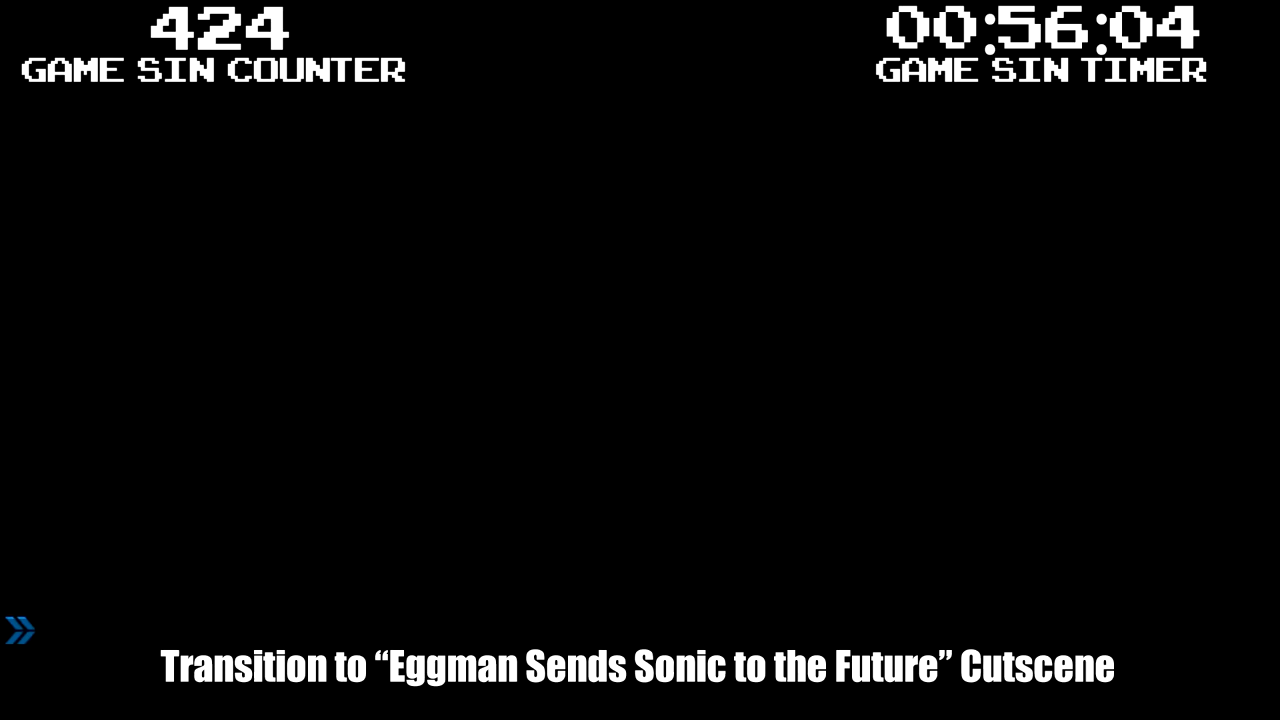 424
00:56:04
GAME SIN COUNTER
GAME SIN TIMER
Transition to “Eggman Sends Sonic to the Future” Cutscene